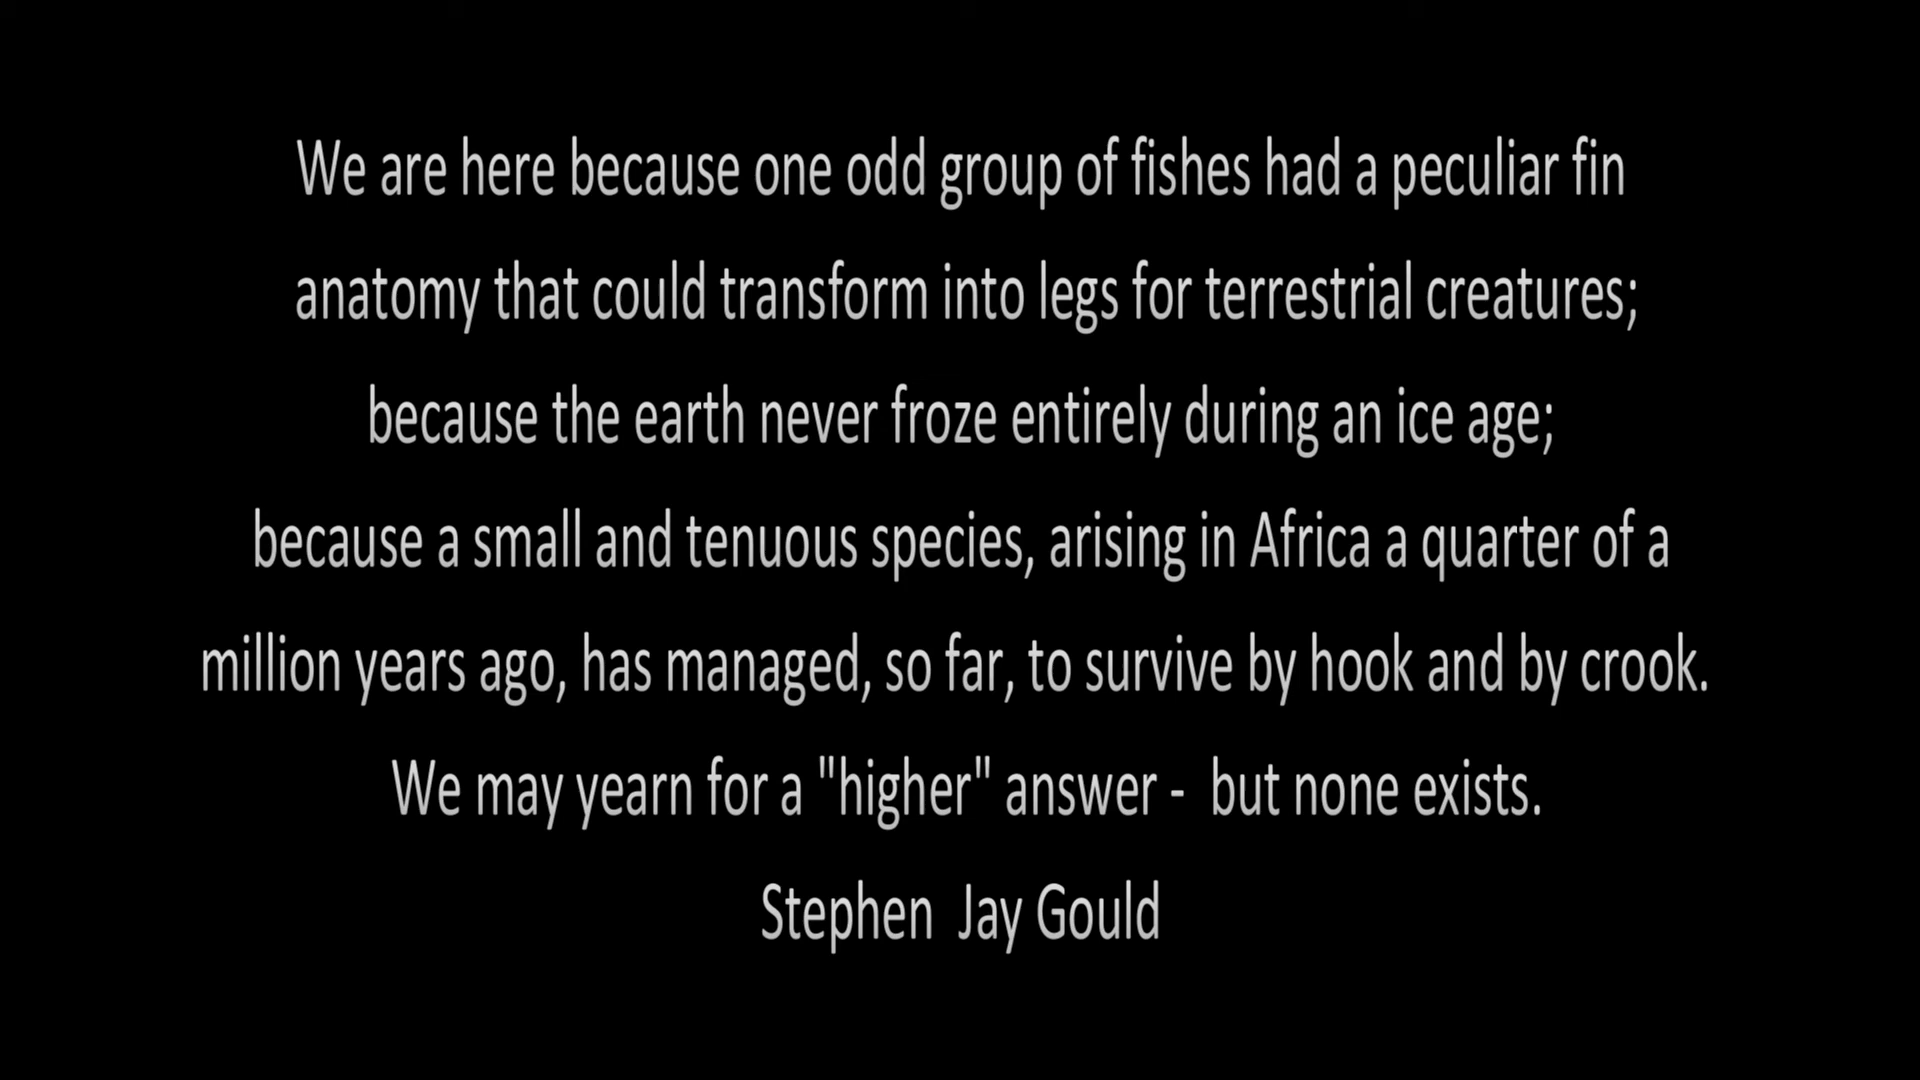 We are here because one odd group of fishes had a peculiar fin
anatomy that could transform into legs for terrestrial creatures;
because the earth never froze entirely during an ice age;
because a small and tenuous species, arising in Africa a quarter of a
million years ago, has managed, so far, to survive by hook and by crook.
We may yearn for a "higher" answer -  but none exists.
Stephen  Jay Gould